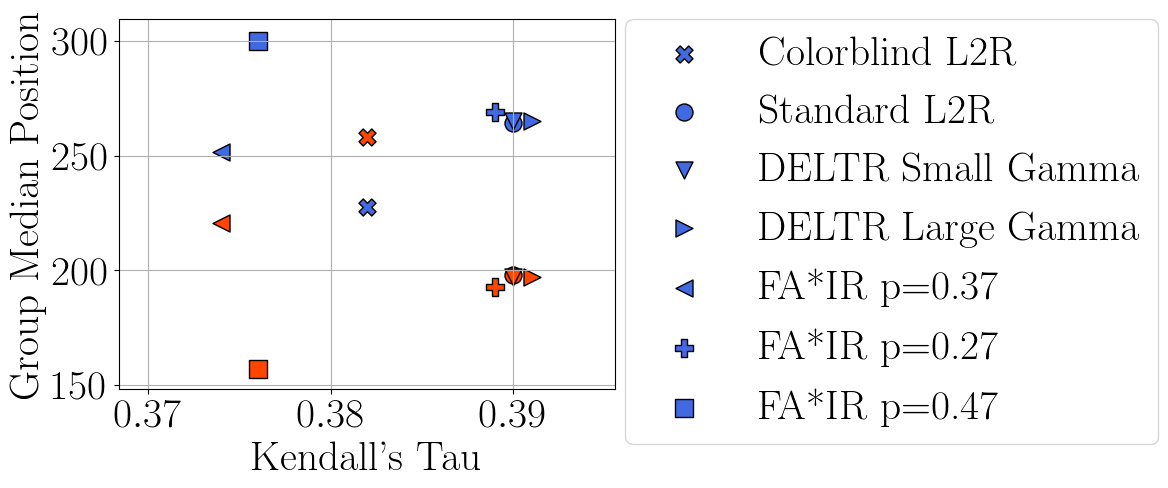 Group Median Position
300
250
200
150
0.37 0.38 0.39
Kendall's Tau
Colorblind L2R
Standard L2R
DELTR Small Gamma
DELTR Large Gamma
FA*IR p=0.37
FA*IR p=0.27
FA*IR p=0.47